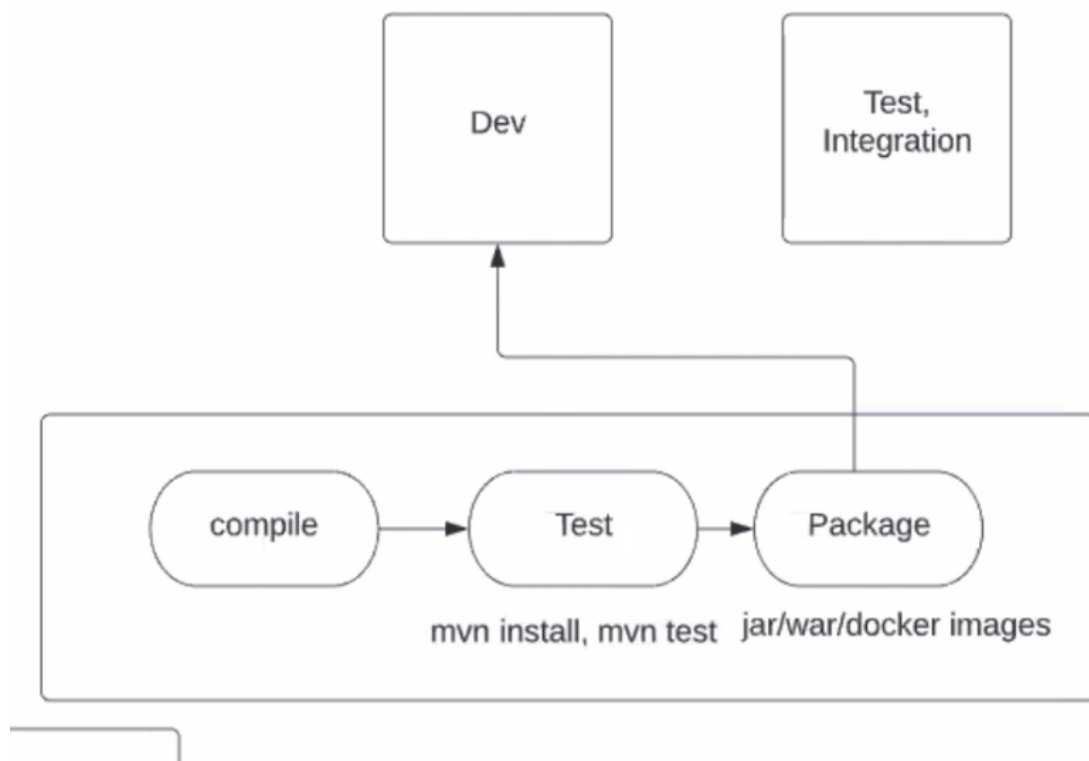 Dev
Test,
Integration
compile
Test
Package
mvn install, mvn test
jar/war/docker images